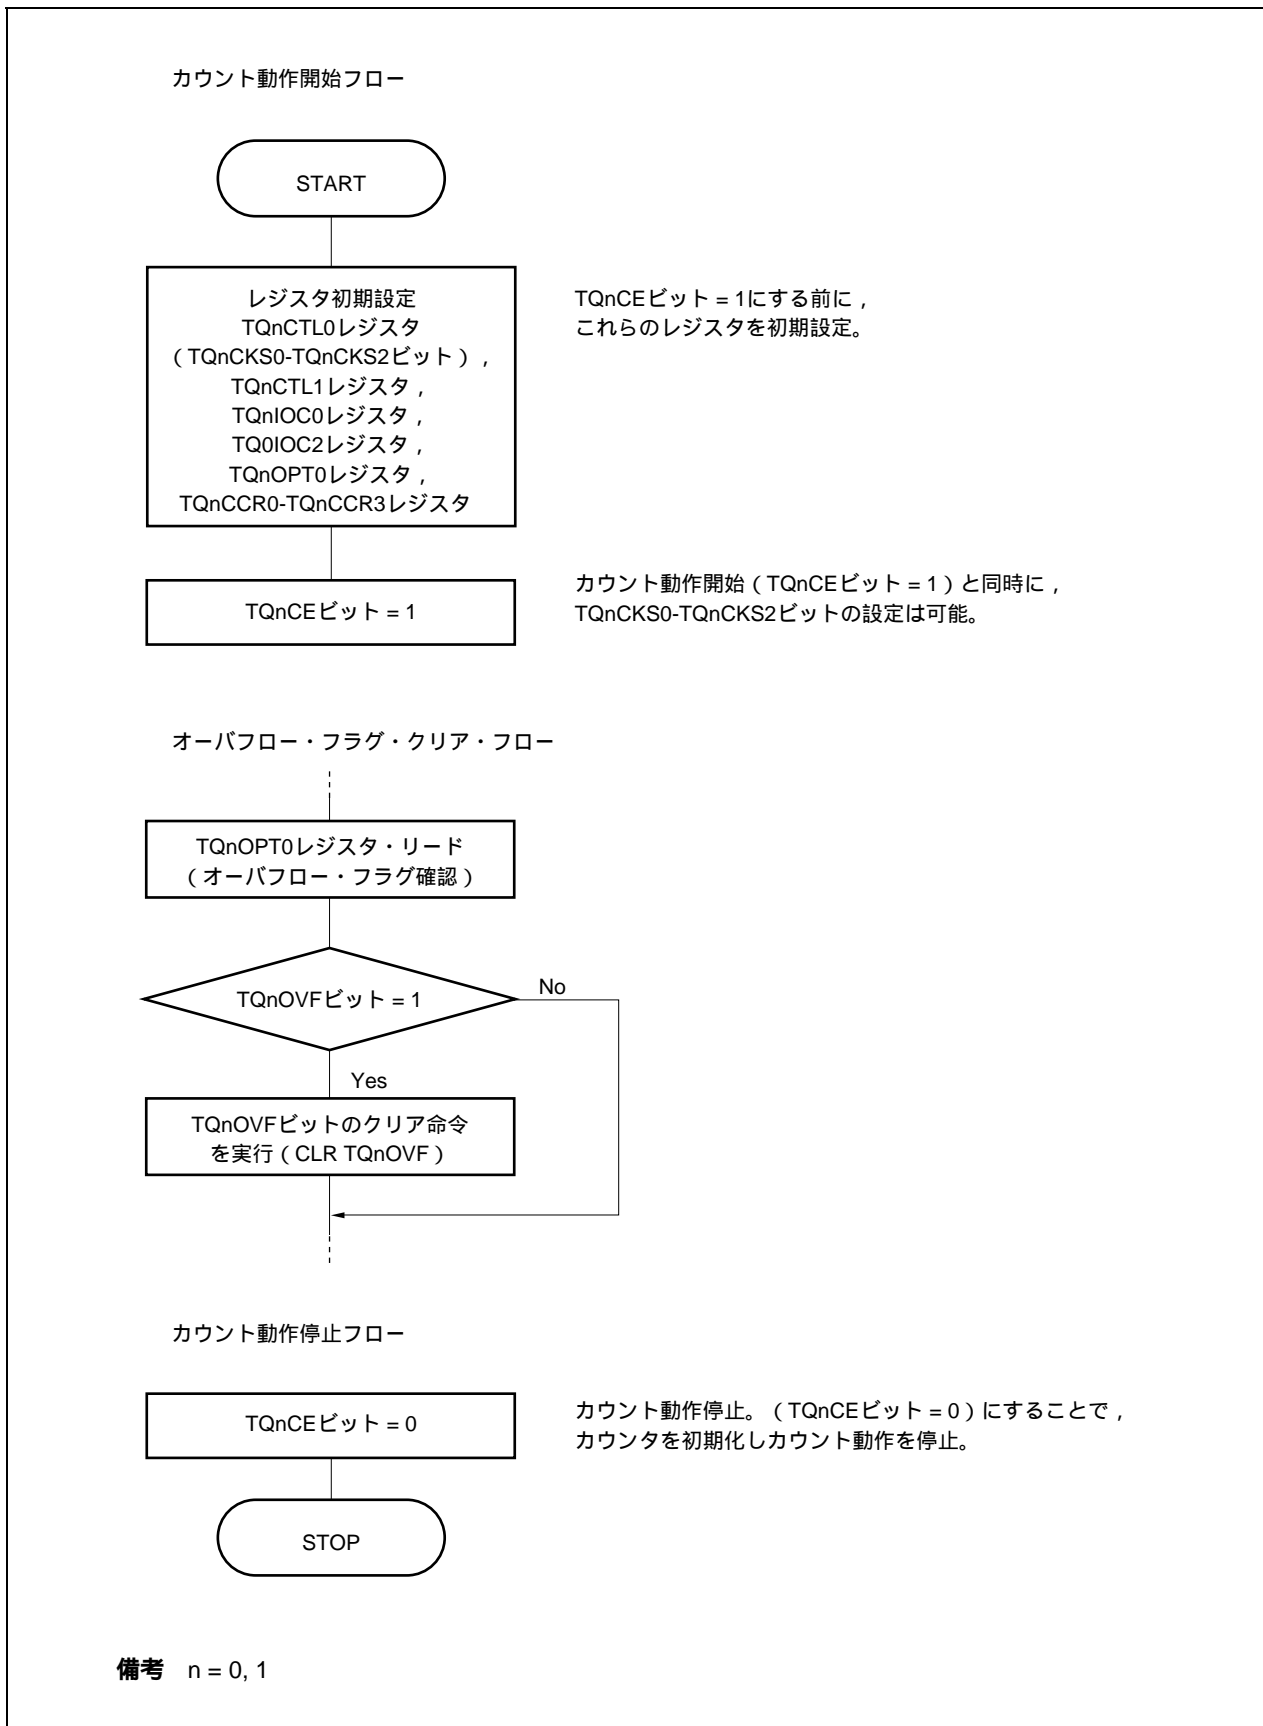 カウント動作開始フロー
START
レジスタ初期設定
TQnCTL0レジスタ
（TQnCKS0-TQnCKS2ビット），
TQnCTL1レジスタ，
TQnIOC0レジスタ，
TQ0IOC2レジスタ，
TQnOPT0レジスタ，
TQnCCR0-TQnCCR3レジスタ
TQnCEビット = 1にする前に，
これらのレジスタを初期設定。
TQnCEビット = 1
カウント動作開始（TQnCEビット = 1）と同時に，
TQnCKS0-TQnCKS2ビットの設定は可能。
オーバフロー・フラグ・クリア・フロー
TQnOPT0レジスタ・リード
（オーバフロー・フラグ確認）
TQnOVFビット = 1
No
Yes
TQnOVFビットのクリア命令
を実行（CLR TQnOVF）
カウント動作停止フロー
TQnCEビット = 0
カウント動作停止。（TQnCEビット = 0）にすることで，
カウンタを初期化しカウント動作を停止。
STOP
備考 n = 0, 1